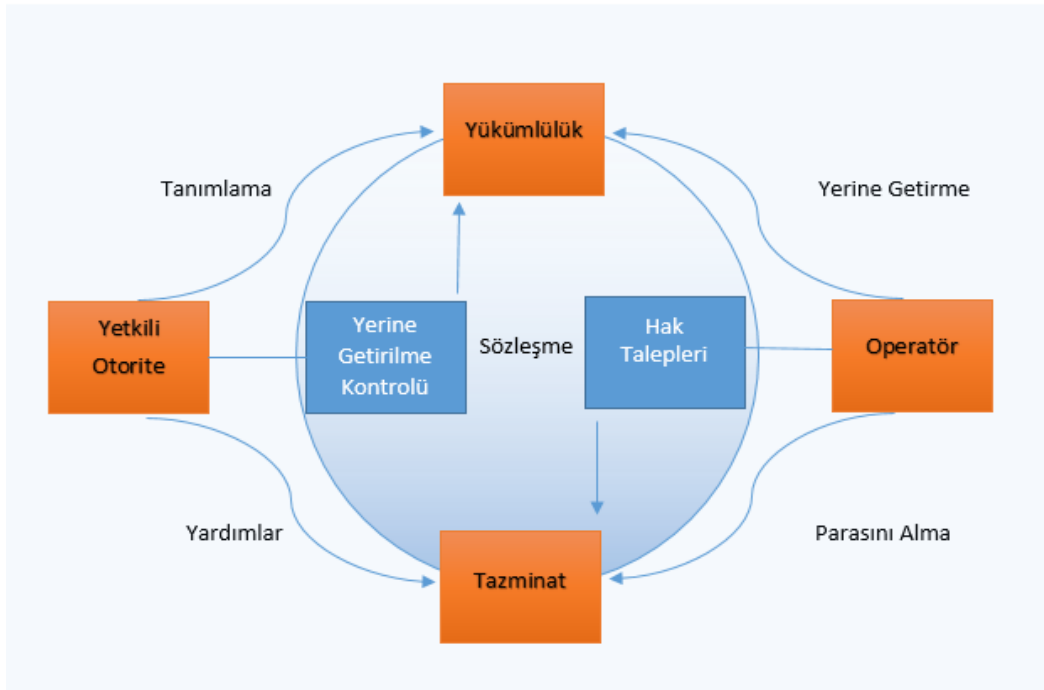 Yükümlülük
Tanımlama
Yerine Getirme
Yetkili
Otorite
Yerine
Getirilme
Kontrolü
Sözleşme
Hak
Talepleri
Operatör
Yardımlar
Parasını Alma
Tazminat